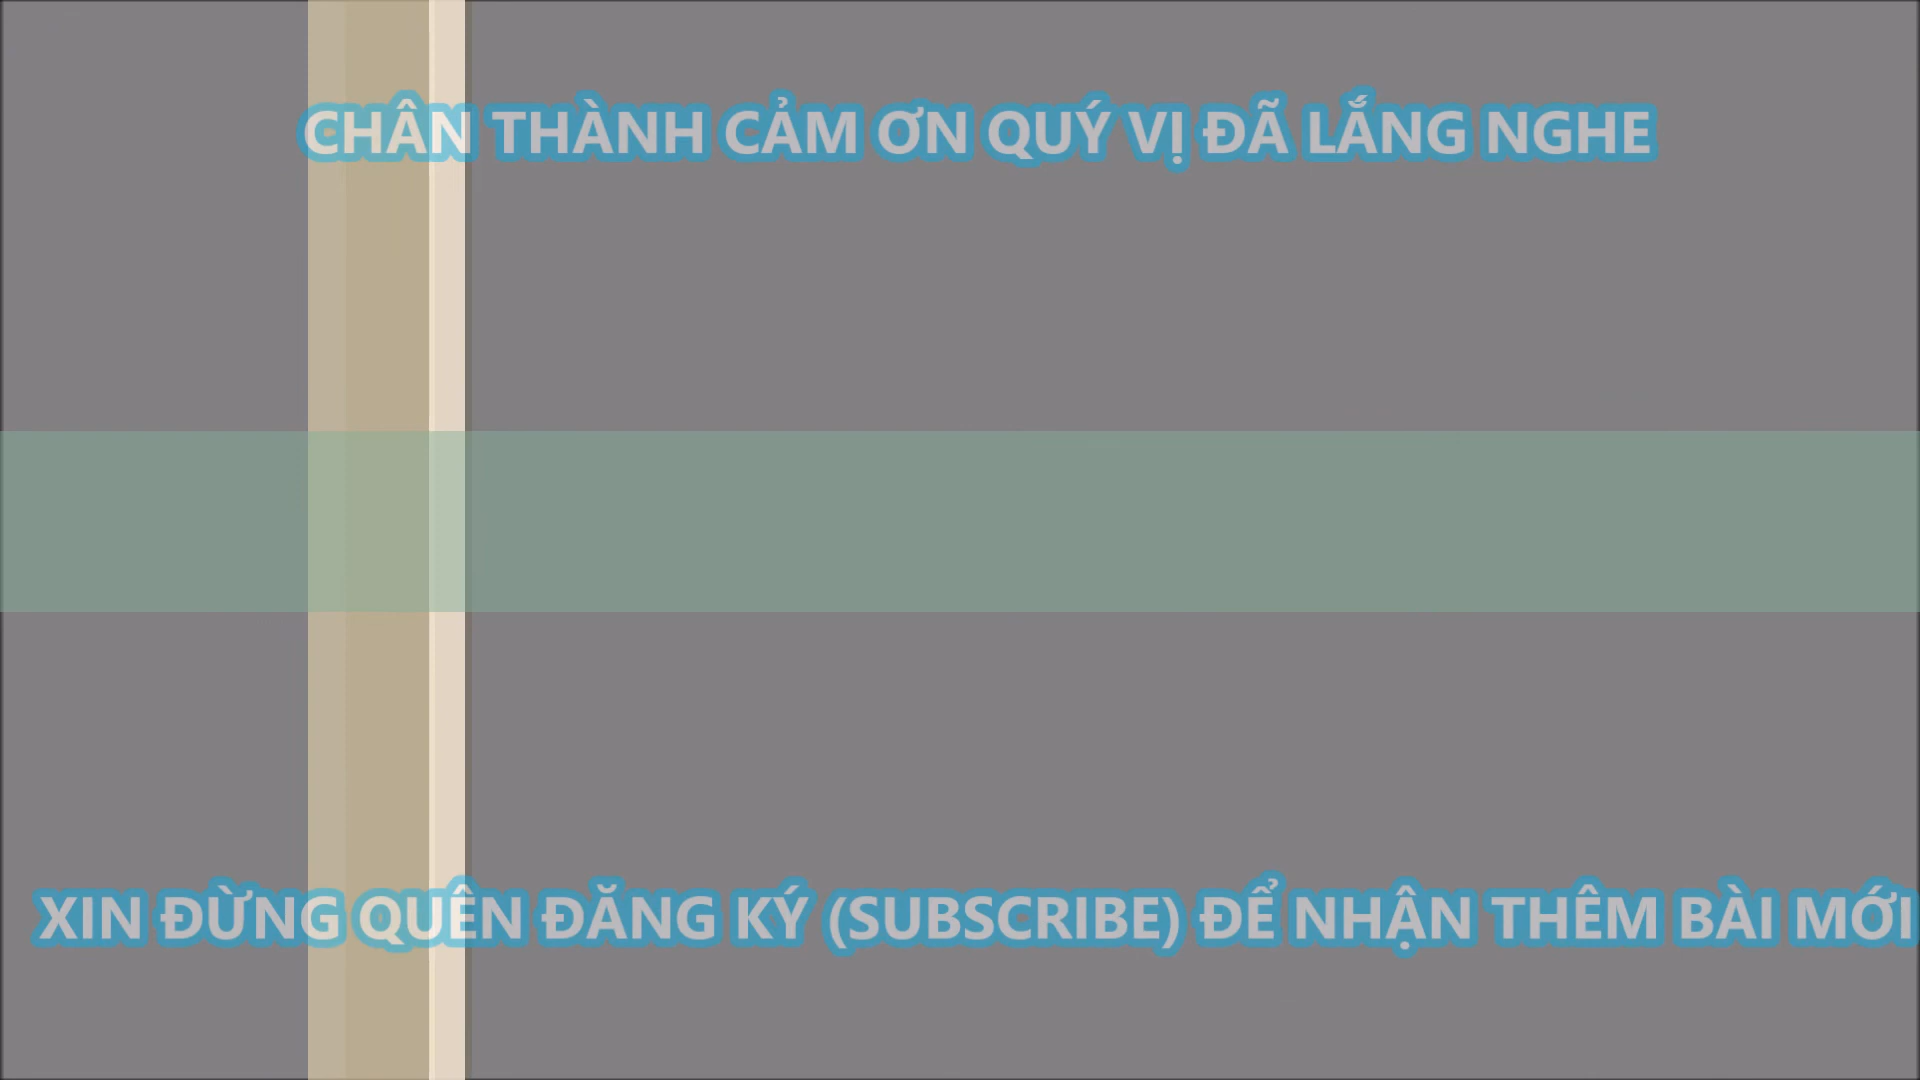 CHÂN THÀNH CẢM ƠN QUÝ VỊ ĐÃ LẮNG NGHE
XIN ĐỪNG QUÊN ĐĂNG KÝ (SUBSCRIBE) ĐỂ NHẬN THÊM BÀI MỚI